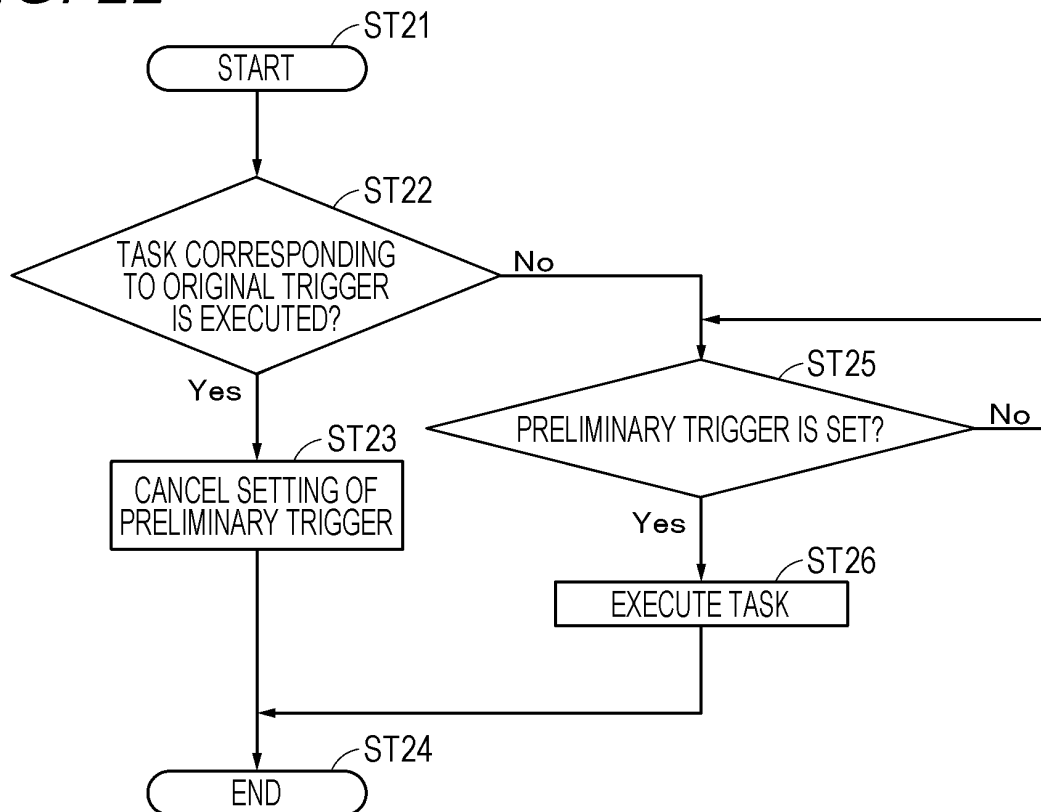 ST21
START
ST22
TASK CORRESPONDING
TO ORIGINAL TRIGGER
IS EXECUTED?
No
Yes
ST25
PRELIMINARY TRIGGER IS SET?
No
Yes
ST23
CANCEL SETTING OF
PRELIMINARY TRIGGER
ST26
EXECUTE TASK
ST24
END